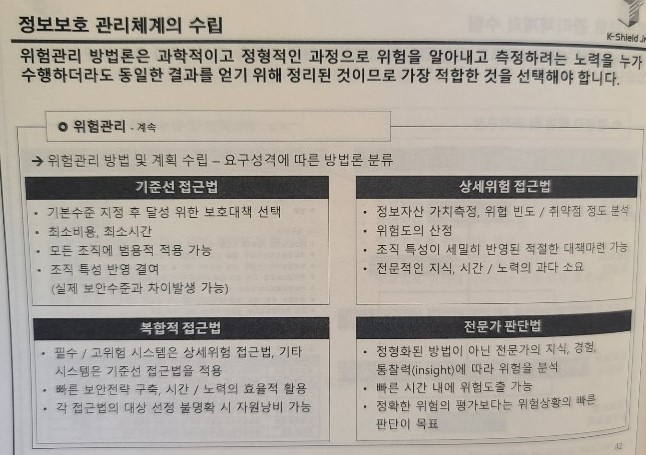 정보보호 관리체계의 수립
K-Shield Jr
위험관리 방법론은 과학적이고 정형적인 과정으로 위험을 알아내고 측정하려는 노력을 누가
수행하더라도 동일한 결과를 얻기 위해 정리된 것이므로 가장 적합한 것을 선택해야 합니다.
위험관리 - 계속
→ 위험관리 방법 및 계획 수립 – 요구성격에 따른 방법론 분류
기준선 접근법
• 기본수준 지정 후 달성 위한 보호대책 선택
• 최소비용, 최소시간
• 모든 조직에 범용적 적용 가능
• 조직 특성 반영 결여
(실제 보안수준과 차이발생 가능)
상세위험 접근법
• 정보자산 가치측정, 위협 빈도 / 취약점 정도 분석
• 위험도의 산정
• 조직 특성이 세밀히 반영된 적절한 대책마련 가능
• 전문적인 지식, 시간 / 노력의 과다 소요
복합적 접근법
• 필수 / 고위험 시스템은 상세위험 접근법, 기타
시스템은 기준선 접근법을 적용
• 빠른 보안전략 구축, 시간 / 노력의 효율적 활용
• 각 접근법의 대상 선정 불명확 시 자원낭비 가능
전문가 판단법
• 정형화된 방법이 아닌 전문가의 지식, 경험,
통찰력(insight)에 따라 위험을 분석
• 빠른 시간 내에 위험도출 가능
• 정확한 위험의 평가보다는 위험상황의 빠른
판단이 목표